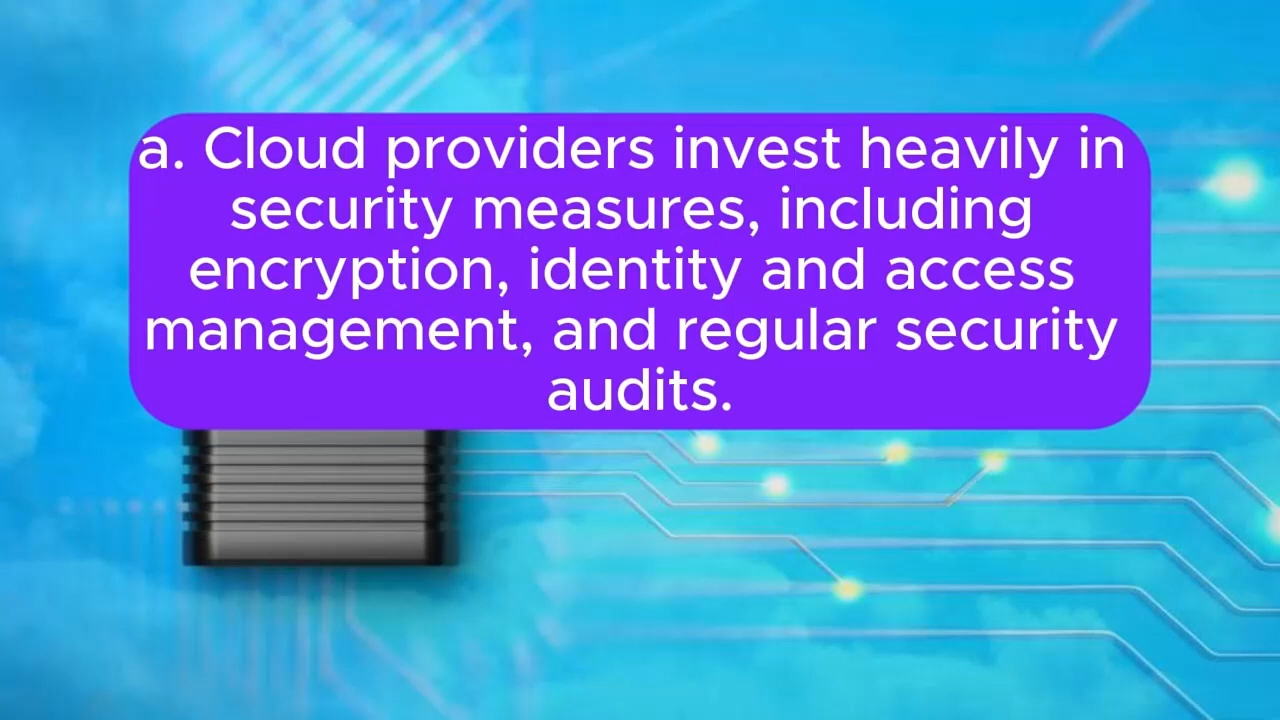 a. Cloud providers invest heavily in
security measures, including
encryption, identity and access
management, and regular security
audits.